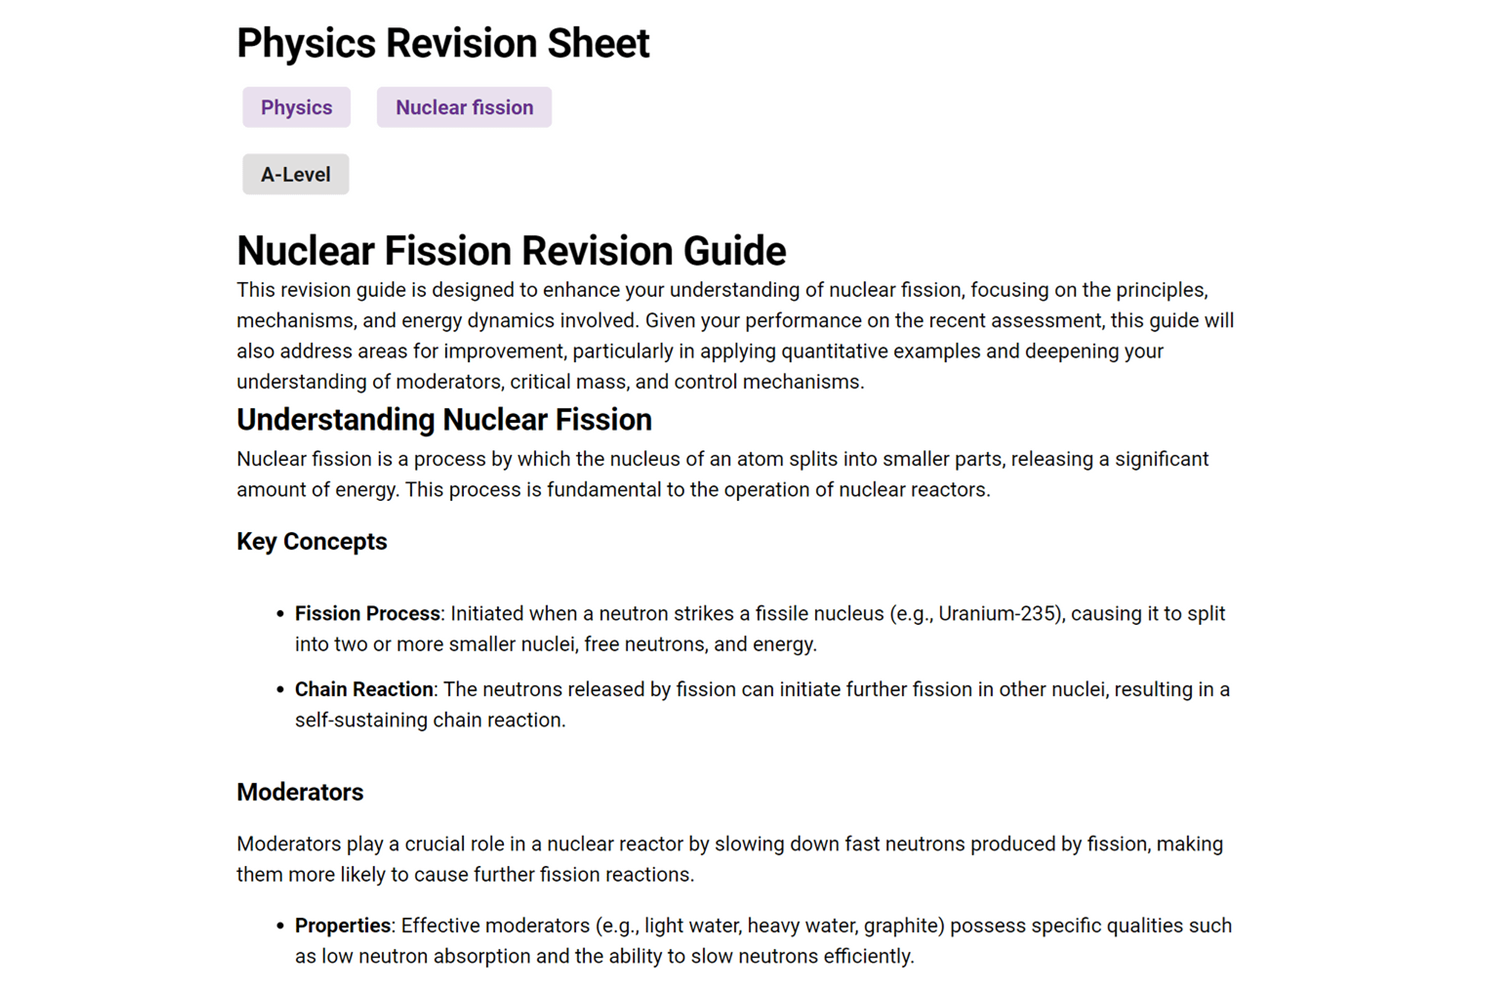 Physics Revision Sheet
Physics
Nuclear fission
A-Level
Nuclear Fission Revision Guide
This revision guide is designed to enhance your understanding of nuclear fission, focusing on the principles,
mechanisms, and energy dynamics involved. Given your performance on the recent assessment, this guide will
also address areas for improvement, particularly in applying quantitative examples and deepening your
understanding of moderators, critical mass, and control mechanisms.
Understanding Nuclear Fission
Nuclear fission is a process by which the nucleus of an atom splits into smaller parts, releasing a significant
amount of energy. This process is fundamental to the operation of nuclear reactors.
Key Concepts
• Fission Process: Initiated when a neutron strikes a fissile nucleus (e.g., Uranium-235), causing it to split
into two or more smaller nuclei, free neutrons, and energy.
• Chain Reaction: The neutrons released by fission can initiate further fission in other nuclei, resulting in a
self-sustaining chain reaction.
Moderators
Moderators play a crucial role in a nuclear reactor by slowing down fast neutrons produced by fission, making
them more likely to cause further fission reactions.
• Properties: Effective moderators (e.g., light water, heavy water, graphite) possess specific qualities such
as low neutron absorption and the ability to slow neutrons efficiently.